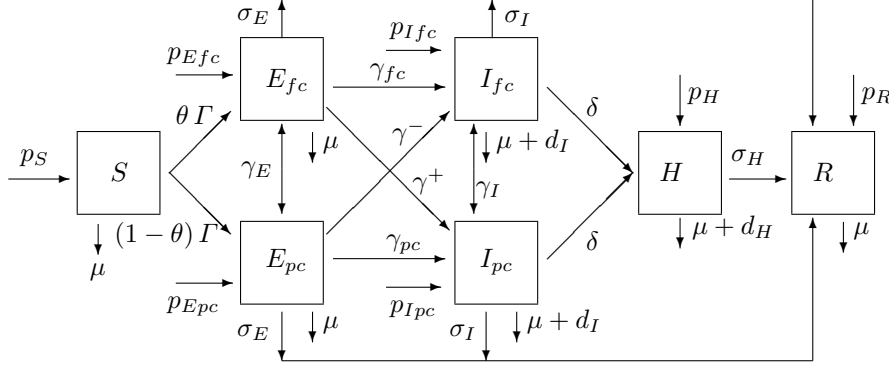 σ_E σ_I
p_{Efc} E_{fc} γ_{fc} p_{Ifc} I_{fc}
θ Γ μ γ^- μ + d_I δ p_H p_R
p_S S γ_E γ^+ γ_I H σ_H R
μ (1 − θ) Γ E_{pc} γ_{pc} I_{pc} δ μ + d_H μ
p_{Epc} μ p_{Ipc} μ + d_I
σ_E σ_I